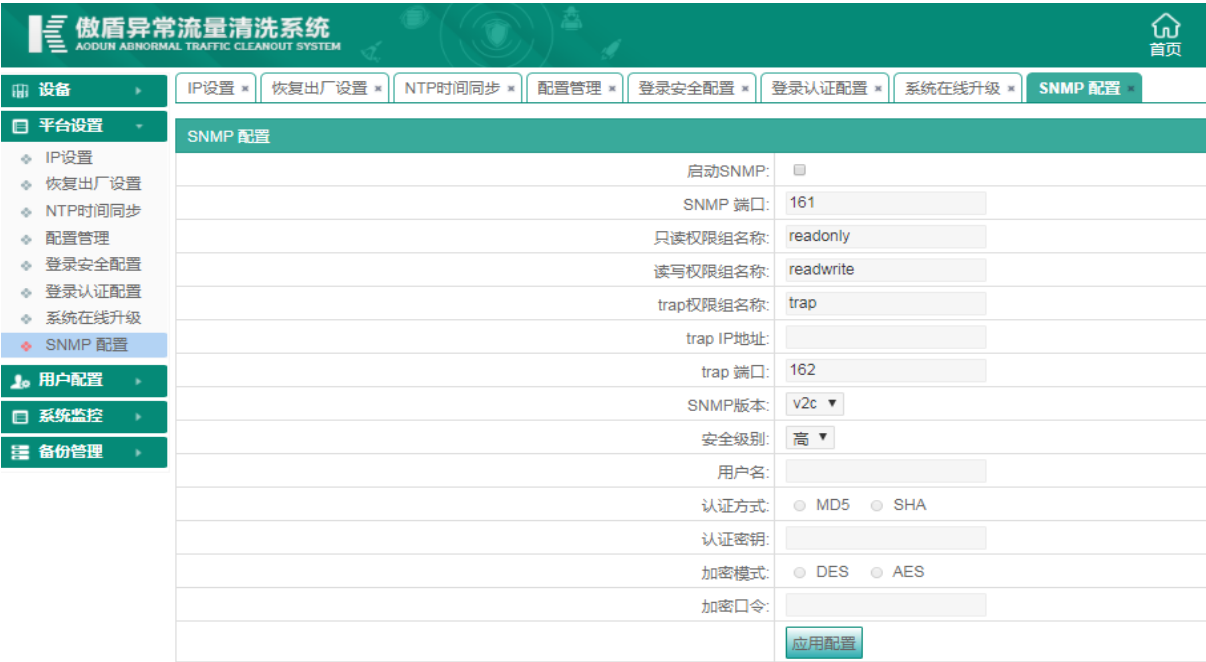 傲盾异常流量清洗系统
AODUN ABNORMAL TRAFFIC CLEANOUT SYSTEM
首页
设备
平台设置
IP设置
恢复出厂设置
NTP时间同步
配置管理
登录安全配置
登录认证配置
系统在线升级
SNMP 配置
用户配置
系统监控
备份管理
IP设置 恢复出厂设置 NTP时间同步 配置管理 登录安全配置 登录认证配置 系统在线升级 SNMP 配置
SNMP 配置
启动SNMP:
SNMP 端口: 161
只读权限组名称: readonly
读写权限组名称: readwrite
trap权限组名称: trap
trap IP地址:
trap 端口: 162
SNMP版本: v2c
安全级别: 高
用户名:
认证方式: MD5 SHA
认证密钥:
加密模式: DES AES
加密口令:
应用配置